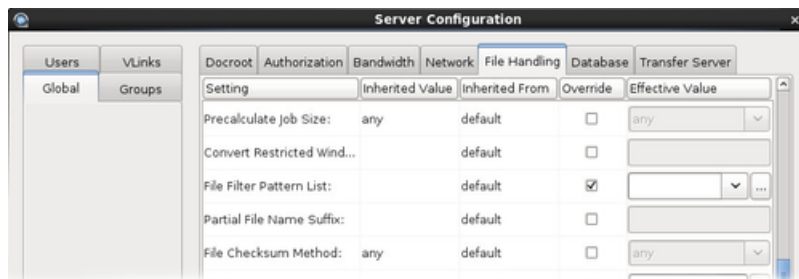 Server Configuration
Users VLinks
Global Groups
Docroot Authorization Bandwidth Network File Handling Database Transfer Server
Setting Inherited Value Inherited From Override Effective Value
Precalculate Job Size: any default any
Convert Restricted Wind... default
File Filter Pattern List: default ...
Partial File Name Suffix: default
File Checksum Method: any default any